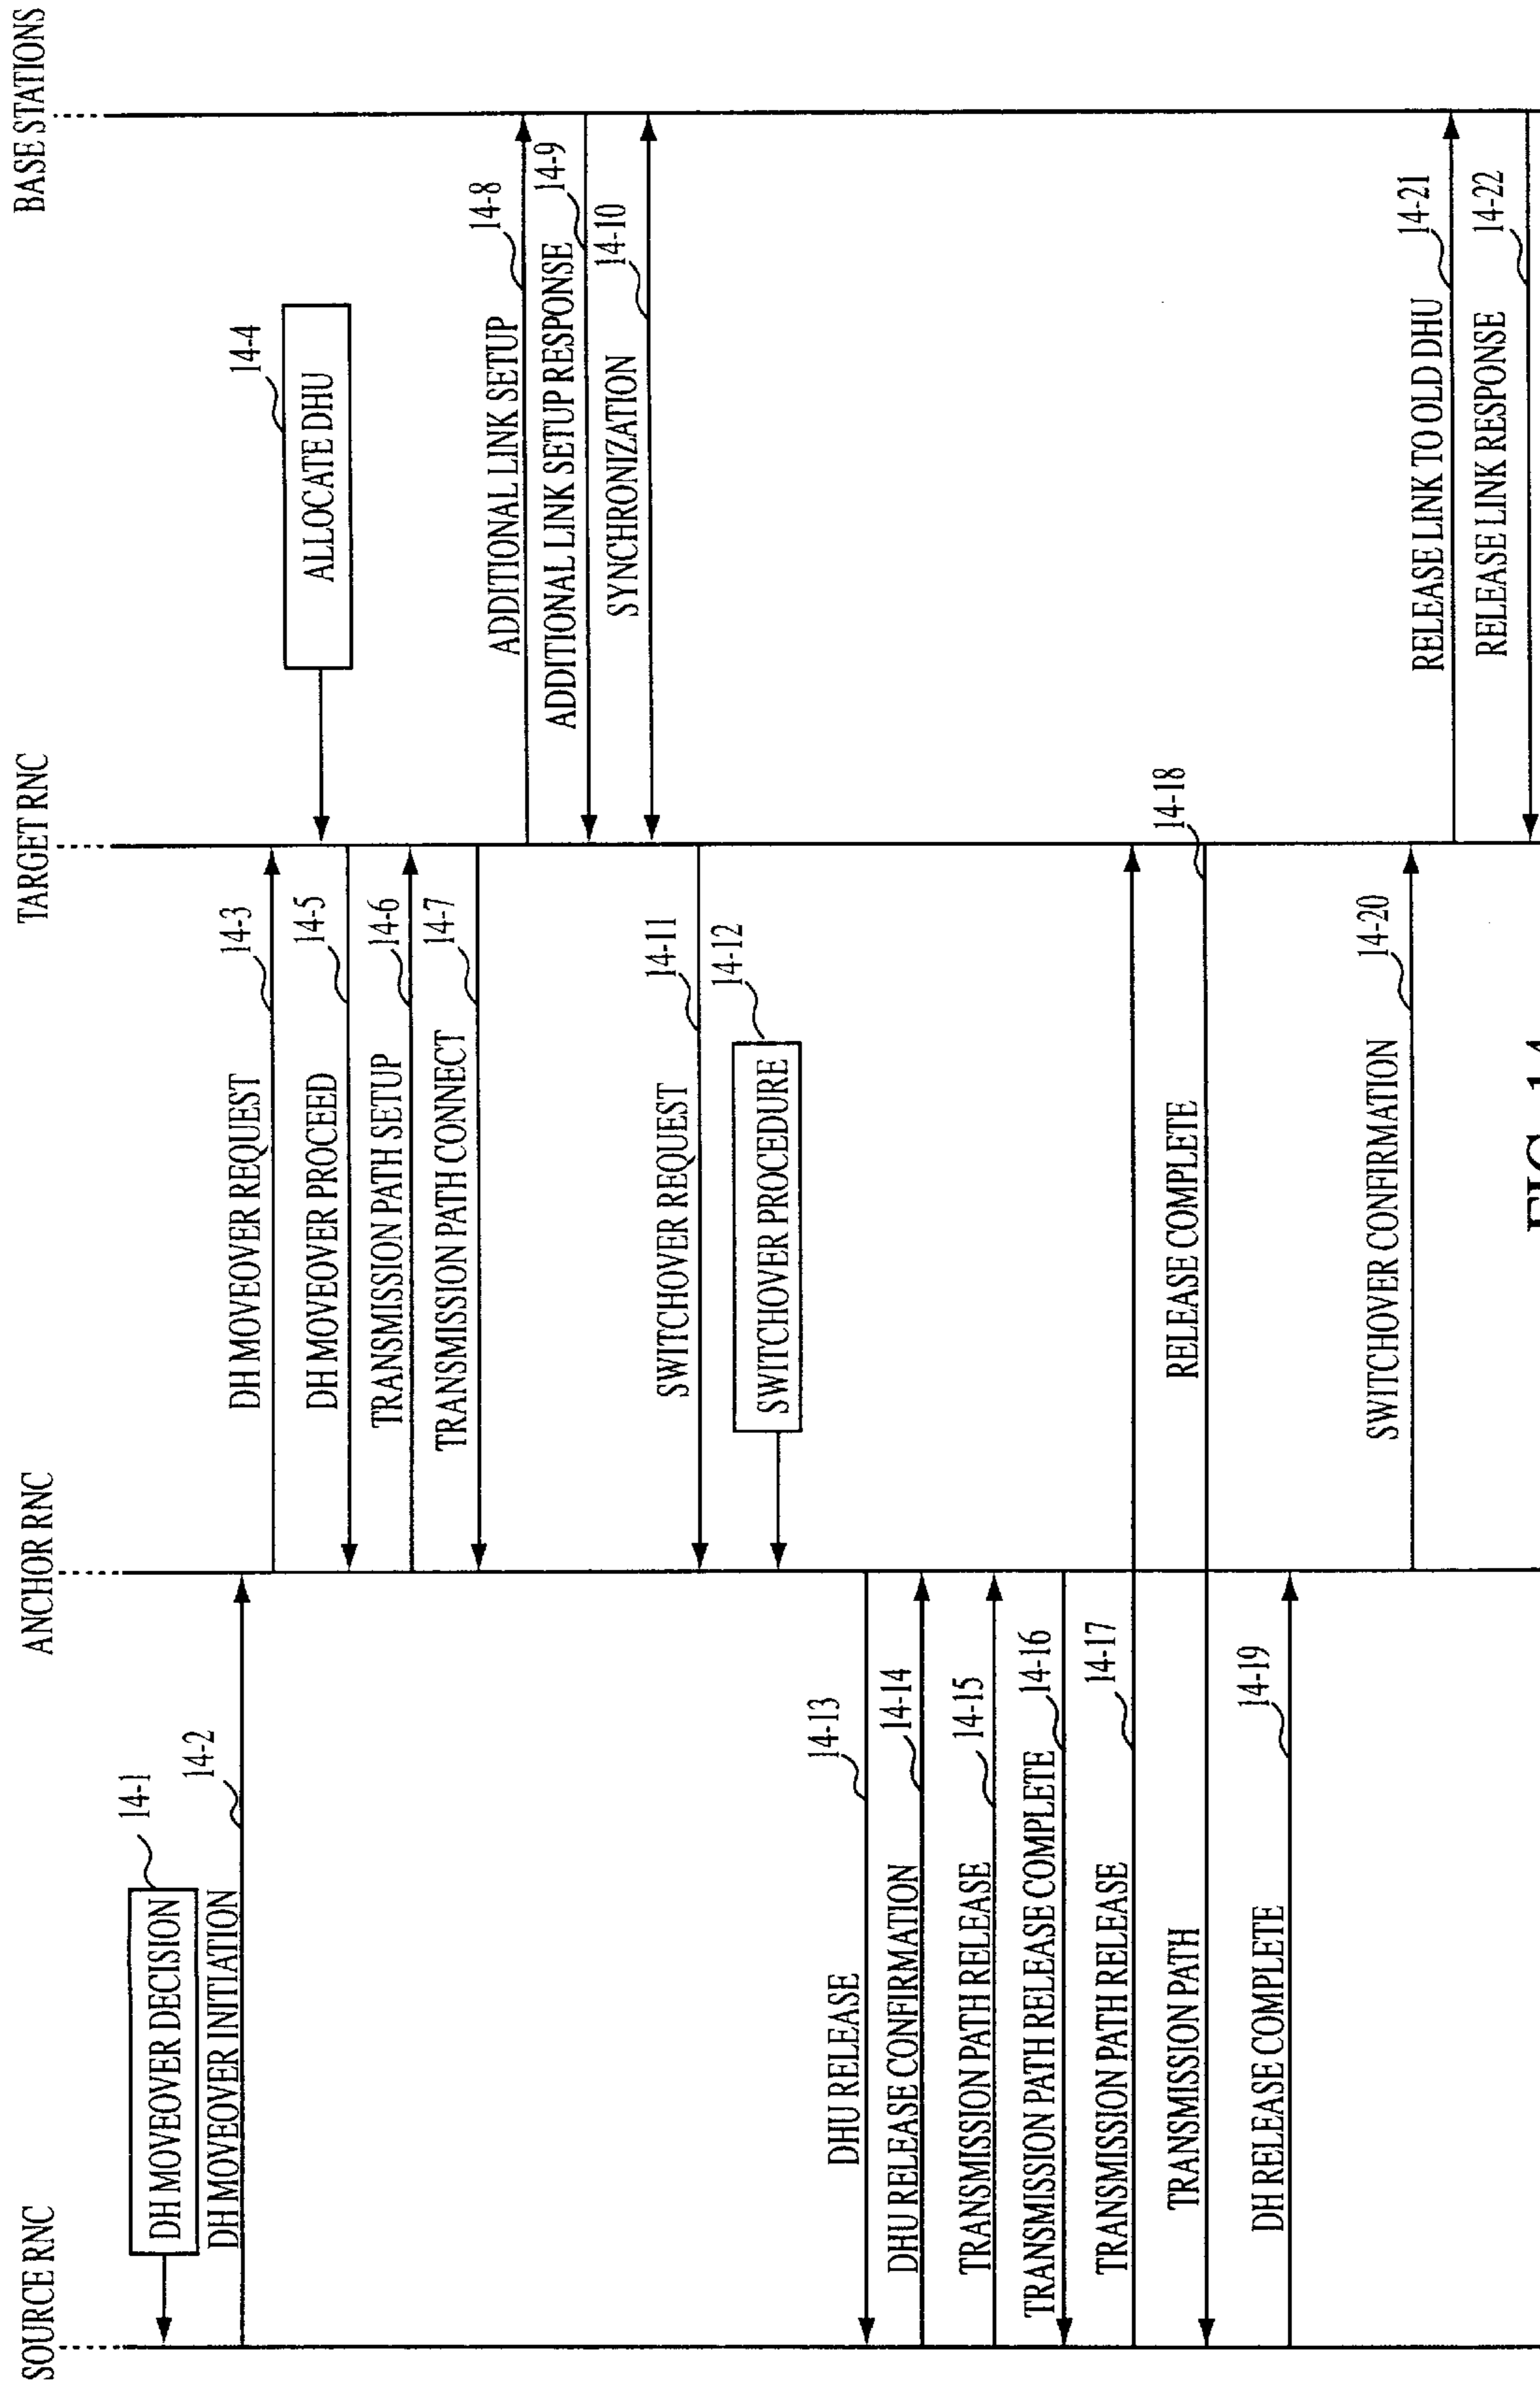 SOURCE RNC
ANCHOR RNC
TARGET RNC
BASE STATIONS
DH MOVEOVER DECISION
14-1
DH MOVEOVER INITIATION
14-2
DH MOVEOVER REQUEST
14-3
ALLOCATE DHU
14-4
DH MOVEOVER PROCEED
14-5
TRANSMISSION PATH SETUP
14-6
TRANSMISSION PATH CONNECT
14-7
ADDITIONAL LINK SETUP
14-8
ADDITIONAL LINK SETUP RESPONSE
14-9
SYNCHRONIZATION
14-10
SWITCHOVER REQUEST
14-11
SWITCHOVER PROCEDURE
14-12
DHU RELEASE
14-13
DHU RELEASE CONFIRMATION
14-14
TRANSMISSION PATH RELEASE
14-15
TRANSMISSION PATH RELEASE COMPLETE
14-16
TRANSMISSION PATH RELEASE
14-17
TRANSMISSION PATH
RELEASE COMPLETE
14-18
DH RELEASE COMPLETE
14-19
SWITCHOVER CONFIRMATION
14-20
RELEASE LINK TO OLD DHU
14-21
RELEASE LINK RESPONSE
14-22